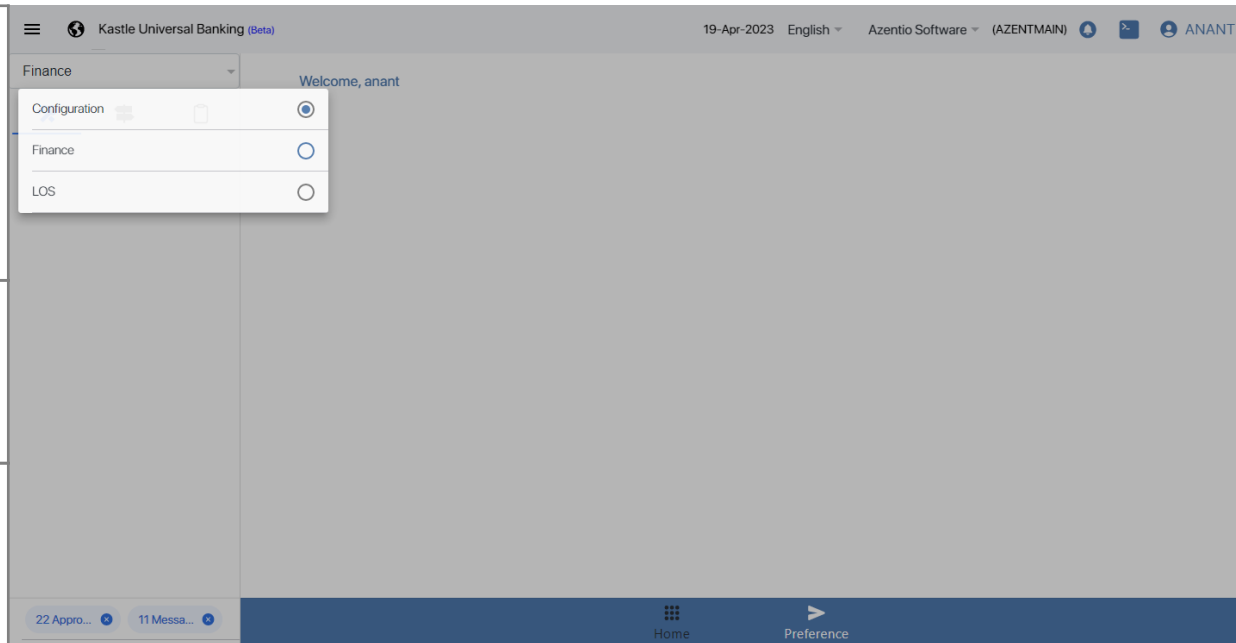 Kastle Universal Banking (Beta)
19-Apr-2023 English Azentio Software (AZENTMAIN) ANANT
Finance
Welcome, anant
Configuration
Finance
LOS
22 Appro... 11 Messa...
Home Preference